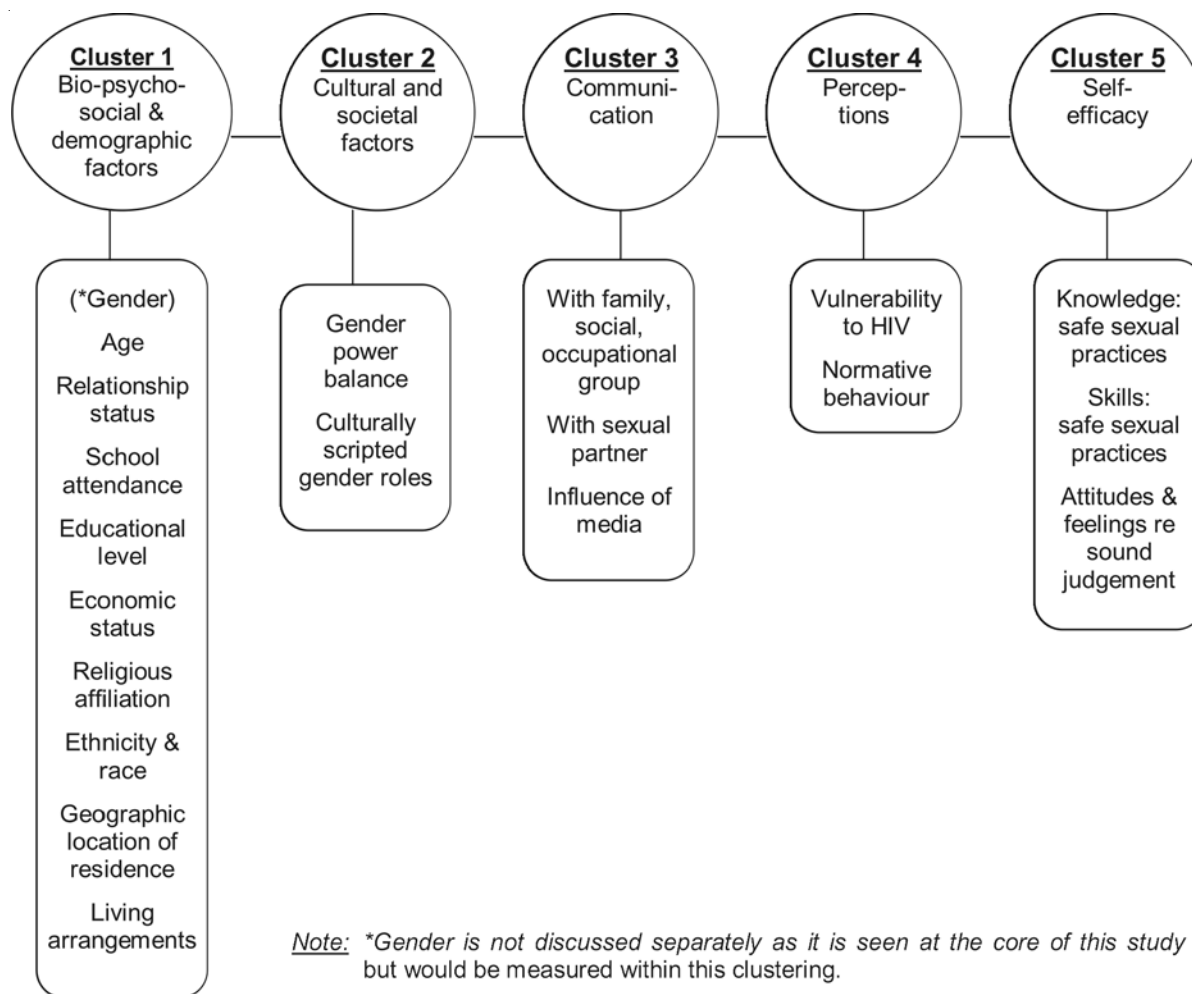 Cluster 1
Bio-psycho-
social &
demographic
factors
Cluster 2
Cultural and
societal
factors
Cluster 3
Communi-
cation
Cluster 4
Percep-
tions
Cluster 5
Self-
efficacy
(*Gender)
Age
Relationship
status
School
attendance
Educational
level
Economic
status
Religious
affiliation
Ethnicity &
race
Geographic
location of
residence
Living
arrangements
Gender
power
balance
Culturally
scripted
gender roles
With family,
social,
occupational
group
With sexual
partner
Influence of
media
Vulnerability
to HIV
Normative
behaviour
Knowledge:
safe sexual
practices
Skills:
safe sexual
practices
Attitudes &
feelings re
sound
judgement
Note: *Gender is not discussed separately as it is seen at the core of this study
but would be measured within this clustering.